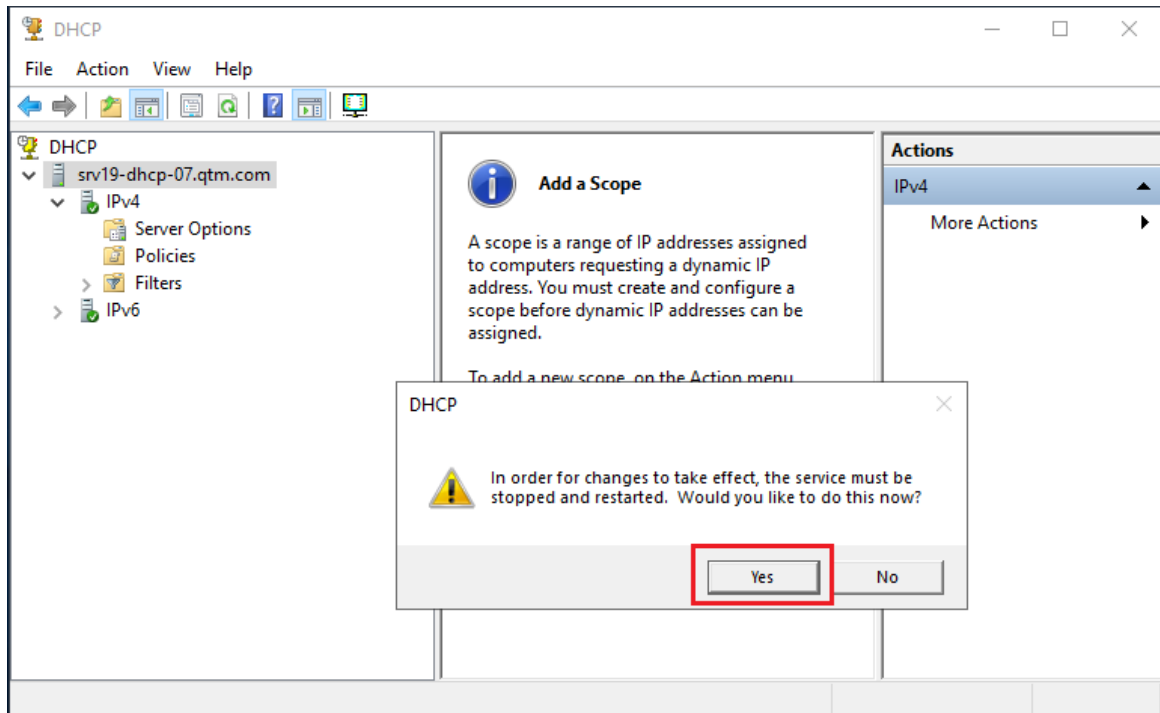 DHCP
File Action View Help
DHCP
srv19-dhcp-07.qtm.com
IPv4
Server Options
Policies
Filters
IPv6
Add a Scope
A scope is a range of IP addresses assigned
to computers requesting a dynamic IP
address. You must create and configure a
scope before dynamic IP addresses can be
assigned.
To add a new scope, on the Action menu
Actions
IPv4
More Actions
DHCP
In order for changes to take effect, the service must be
stopped and restarted. Would you like to do this now?
Yes No